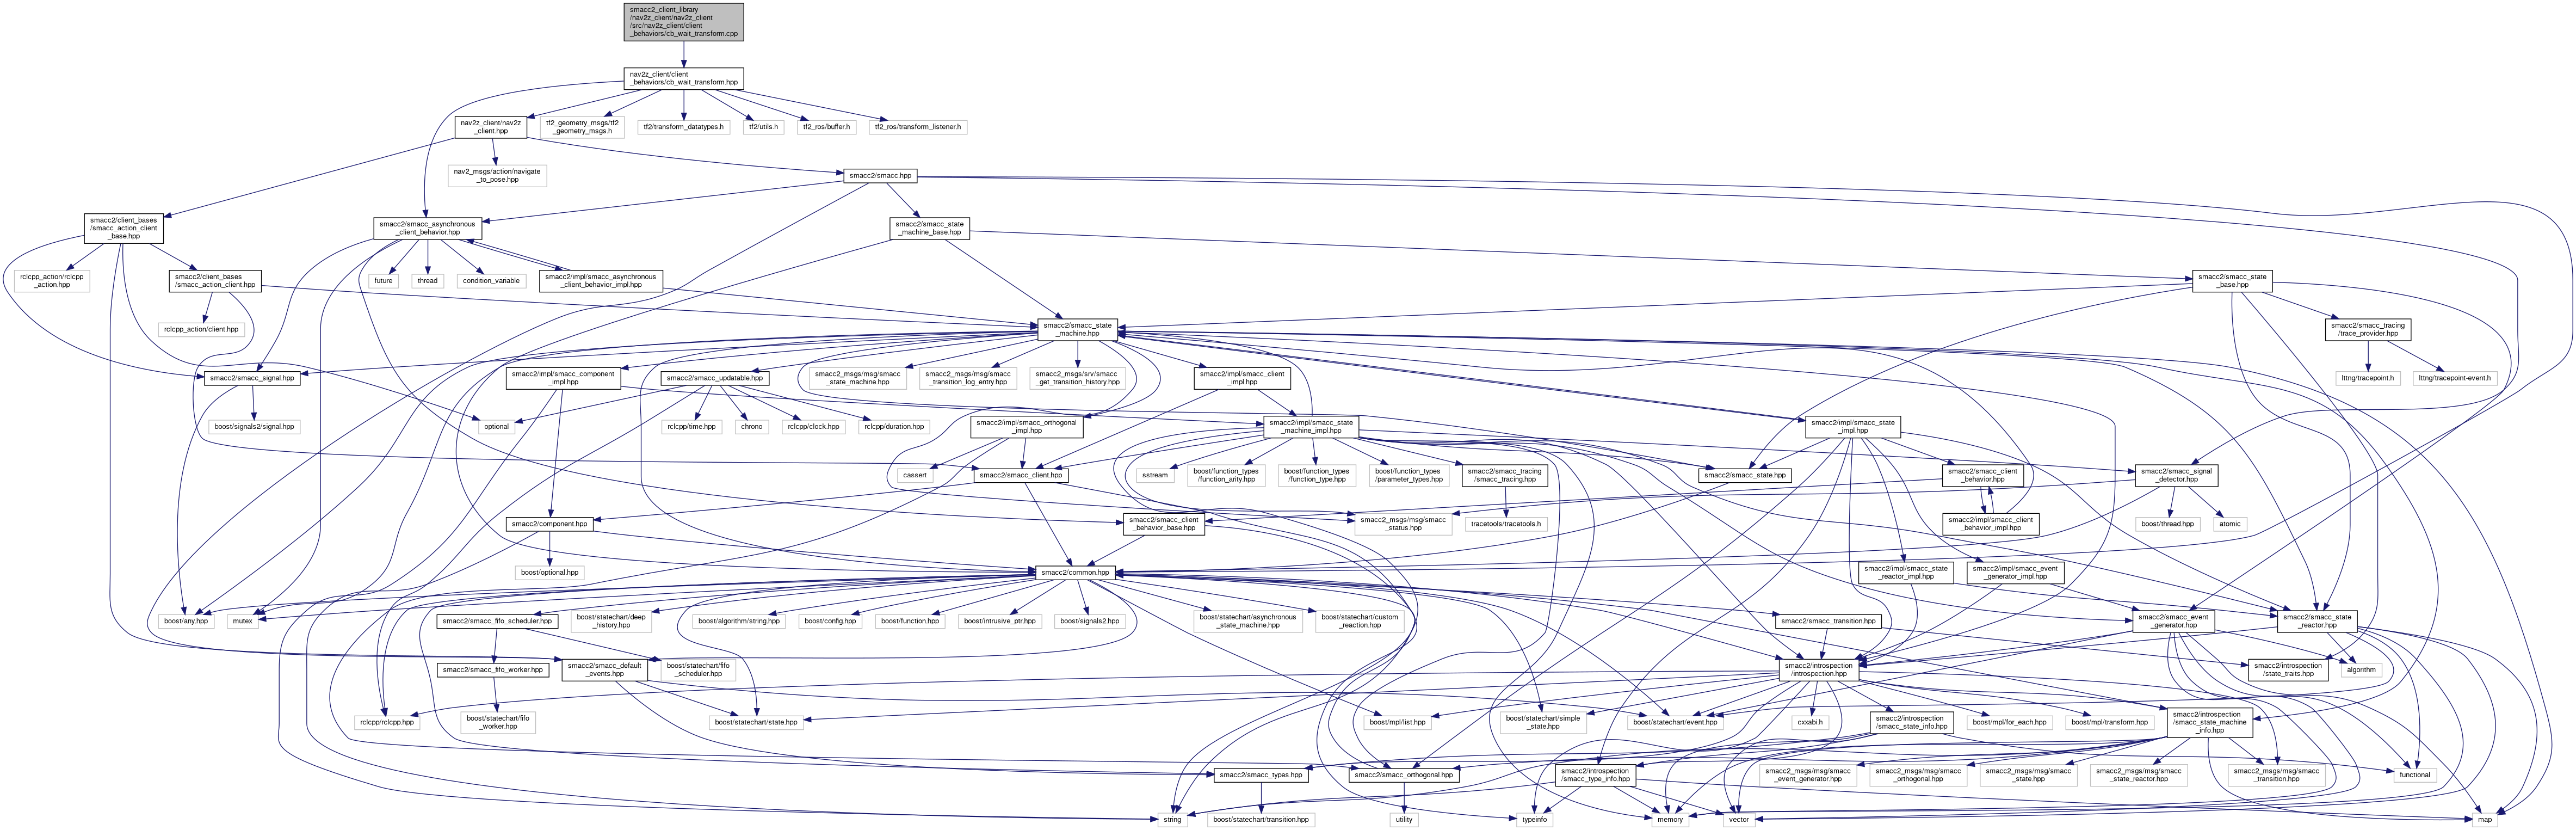 smacc2_client_library
/nav2z_client/nav2z_client
/src/nav2z_client/client
_behaviors/cb_wait_transform.cpp
nav2z_client/client
_behaviors/cb_wait_transform.hpp
nav2z_client/nav2z
_client.hpp
tf2_geometry_msgs/tf2
_geometry_msgs.h
tf2/transform_datatypes.h
tf2/utils.h
tf2_ros/buffer.h
tf2_ros/transform_listener.h
nav2_msgs/action/navigate
_to_pose.hpp
smacc2/smacc.hpp
smacc2/client_bases
/smacc_action_client
_base.hpp
smacc2/smacc_asynchronous
_client_behavior.hpp
smacc2/smacc_state
_machine_base.hpp
rclcpp_action/rclcpp
_action.hpp
smacc2/client_bases
/smacc_action_client.hpp
future
thread
condition_variable
smacc2/impl/smacc_asynchronous
_client_behavior_impl.hpp
smacc2/smacc_state
_base.hpp
rclcpp_action/client.hpp
smacc2/smacc_state
_machine.hpp
smacc2/smacc_tracing
/trace_provider.hpp
smacc2/smacc_signal.hpp
smacc2/impl/smacc_component
_impl.hpp
smacc2/smacc_updatable.hpp
smacc2_msgs/msg/smacc
_state_machine.hpp
smacc2_msgs/msg/smacc
_transition_log_entry.hpp
smacc2_msgs/srv/smacc
_get_transition_history.hpp
smacc2/impl/smacc_client
_impl.hpp
lttng/tracepoint.h
lttng/tracepoint-event.h
boost/signals2/signal.hpp
optional
rclcpp/time.hpp
chrono
rclcpp/clock.hpp
rclcpp/duration.hpp
smacc2/impl/smacc_orthogonal
_impl.hpp
smacc2/impl/smacc_state
_machine_impl.hpp
smacc2/impl/smacc_state
_impl.hpp
cassert
smacc2/smacc_client.hpp
sstream
boost/function_types
/function_arity.hpp
boost/function_types
/function_type.hpp
boost/function_types
/parameter_types.hpp
smacc2/smacc_tracing
/smacc_tracing.hpp
smacc2/smacc_state.hpp
smacc2/smacc_client
_behavior.hpp
smacc2/smacc_signal
_detector.hpp
smacc2/component.hpp
smacc2/smacc_client
_behavior_base.hpp
smacc2_msgs/msg/smacc
_status.hpp
tracetools/tracetools.h
smacc2/impl/smacc_client
_behavior_impl.hpp
boost/thread.hpp
atomic
boost/optional.hpp
smacc2/common.hpp
smacc2/impl/smacc_state
_reactor_impl.hpp
smacc2/impl/smacc_event
_generator_impl.hpp
boost/any.hpp
mutex
smacc2/smacc_fifo_scheduler.hpp
boost/statechart/deep
_history.hpp
boost/algorithm/string.hpp
boost/config.hpp
boost/function.hpp
boost/intrusive_ptr.hpp
boost/signals2.hpp
boost/statechart/asynchronous
_state_machine.hpp
boost/statechart/custom
_reaction.hpp
smacc2/smacc_transition.hpp
smacc2/smacc_event
_generator.hpp
smacc2/smacc_state
_reactor.hpp
smacc2/smacc_fifo_worker.hpp
smacc2/smacc_default
_events.hpp
boost/statechart/fifo
_scheduler.hpp
smacc2/introspection
/introspection.hpp
smacc2/introspection
/state_traits.hpp
algorithm
rclcpp/rclcpp.hpp
boost/statechart/fifo
_worker.hpp
boost/statechart/state.hpp
boost/mpl/list.hpp
boost/statechart/simple
_state.hpp
boost/statechart/event.hpp
cxxabi.h
smacc2/introspection
/smacc_state_info.hpp
boost/mpl/for_each.hpp
boost/mpl/transform.hpp
smacc2/introspection
/smacc_state_machine
_info.hpp
smacc2/smacc_types.hpp
smacc2/smacc_orthogonal.hpp
smacc2/introspection
/smacc_type_info.hpp
smacc2_msgs/msg/smacc
_event_generator.hpp
smacc2_msgs/msg/smacc
_orthogonal.hpp
smacc2_msgs/msg/smacc
_state.hpp
smacc2_msgs/msg/smacc
_state_reactor.hpp
smacc2_msgs/msg/smacc
_transition.hpp
functional
string
boost/statechart/transition.hpp
utility
typeinfo
memory
vector
map